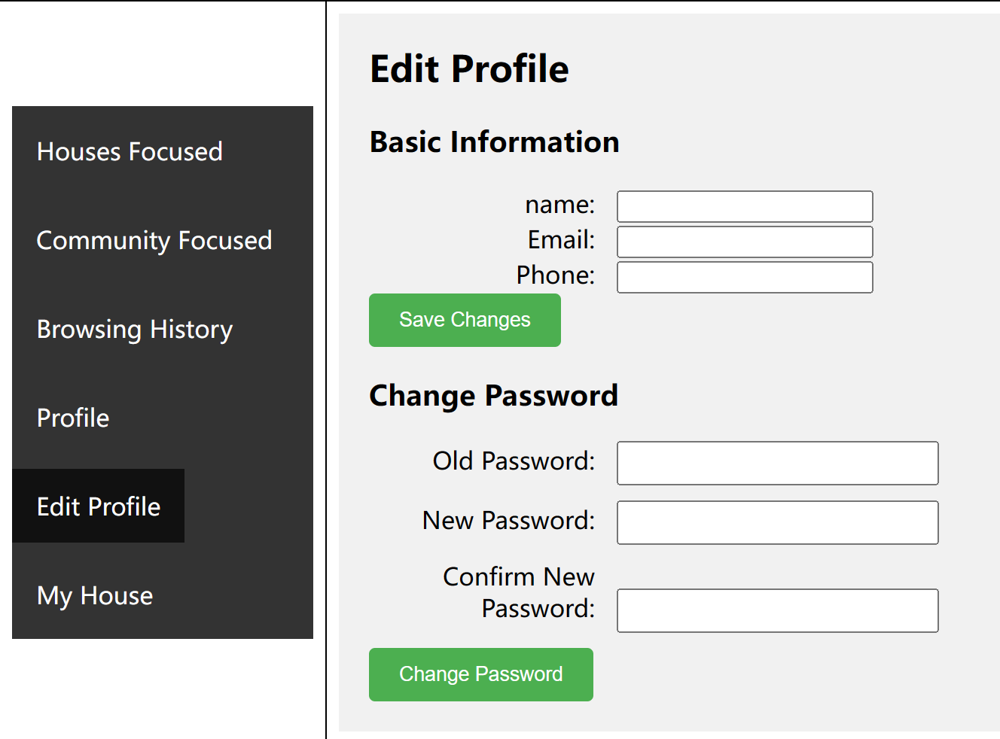 Houses Focused
Community Focused
Browsing History
Profile
Edit Profile
My House
Edit Profile
Basic Information
name:
Email:
Phone:
Save Changes
Change Password
Old Password:
New Password:
Confirm New
Password:
Change Password